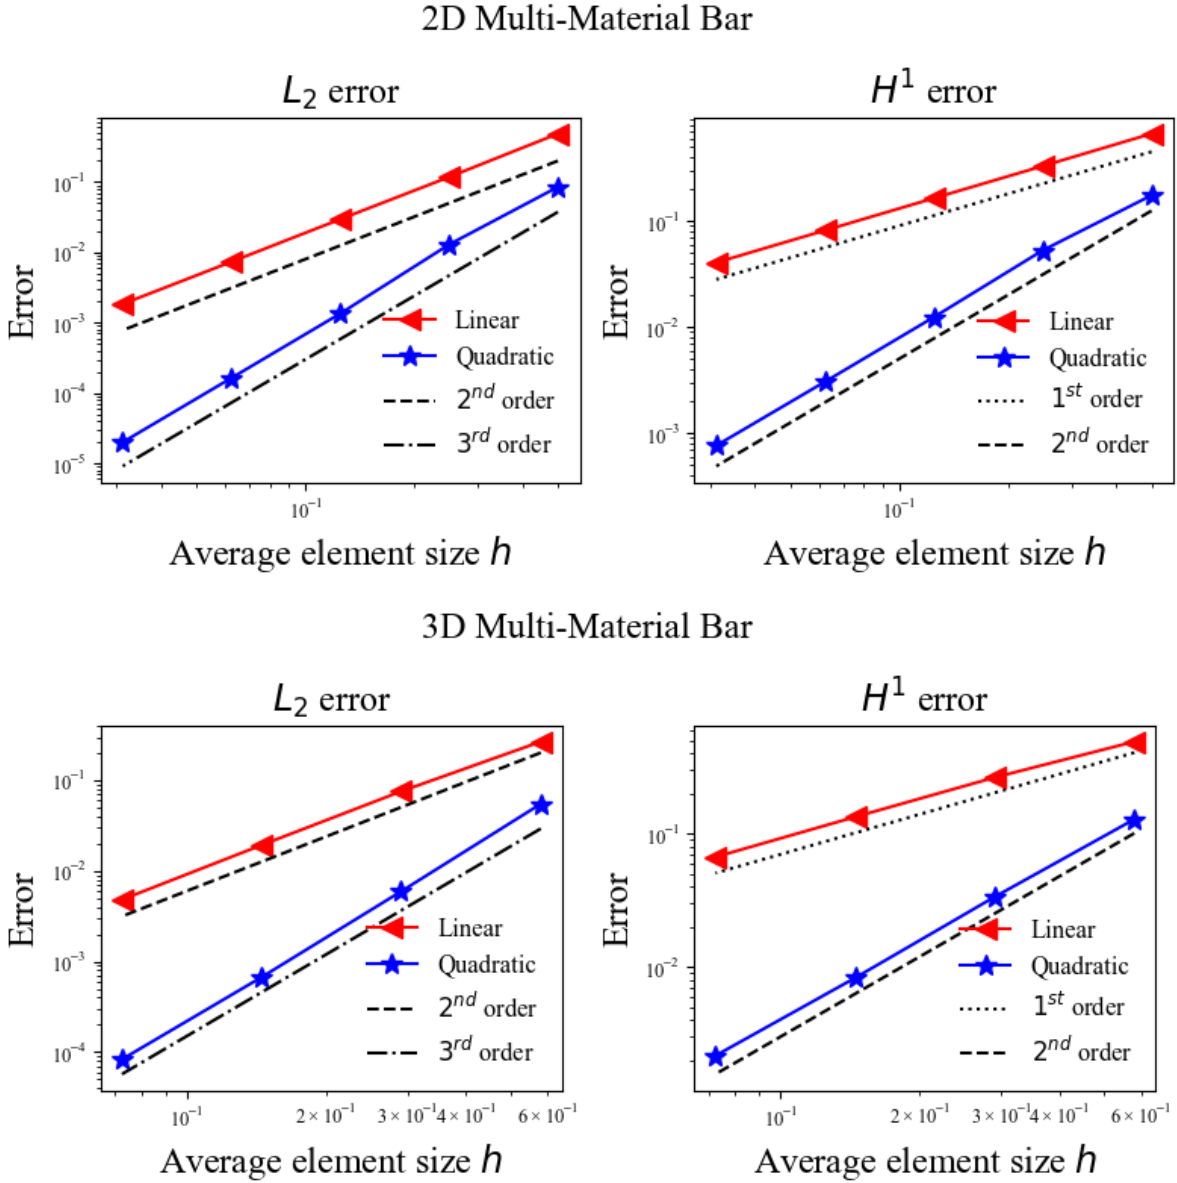 2D Multi-Material Bar
L₂ error
H¹ error
Error
10⁻¹
10⁻²
10⁻³
10⁻⁴
10⁻⁵
Linear
Quadratic
2ⁿᵈ order
3ʳᵈ order
10⁻¹
Average element size h
Error
10⁻¹
10⁻²
10⁻³
Linear
Quadratic
1ˢᵗ order
2ⁿᵈ order
10⁻¹
Average element size h
3D Multi-Material Bar
L₂ error
H¹ error
Error
10⁻¹
10⁻²
10⁻³
10⁻⁴
Linear
Quadratic
2ⁿᵈ order
3ʳᵈ order
10⁻¹ 2 × 10⁻¹ 3 × 10⁻¹ 4 × 10⁻¹ 6 × 10⁻¹
Average element size h
Error
10⁻¹
10⁻²
Linear
Quadratic
1ˢᵗ order
2ⁿᵈ order
10⁻¹ 2 × 10⁻¹ 3 × 10⁻¹ 4 × 10⁻¹ 6 × 10⁻¹
Average element size h